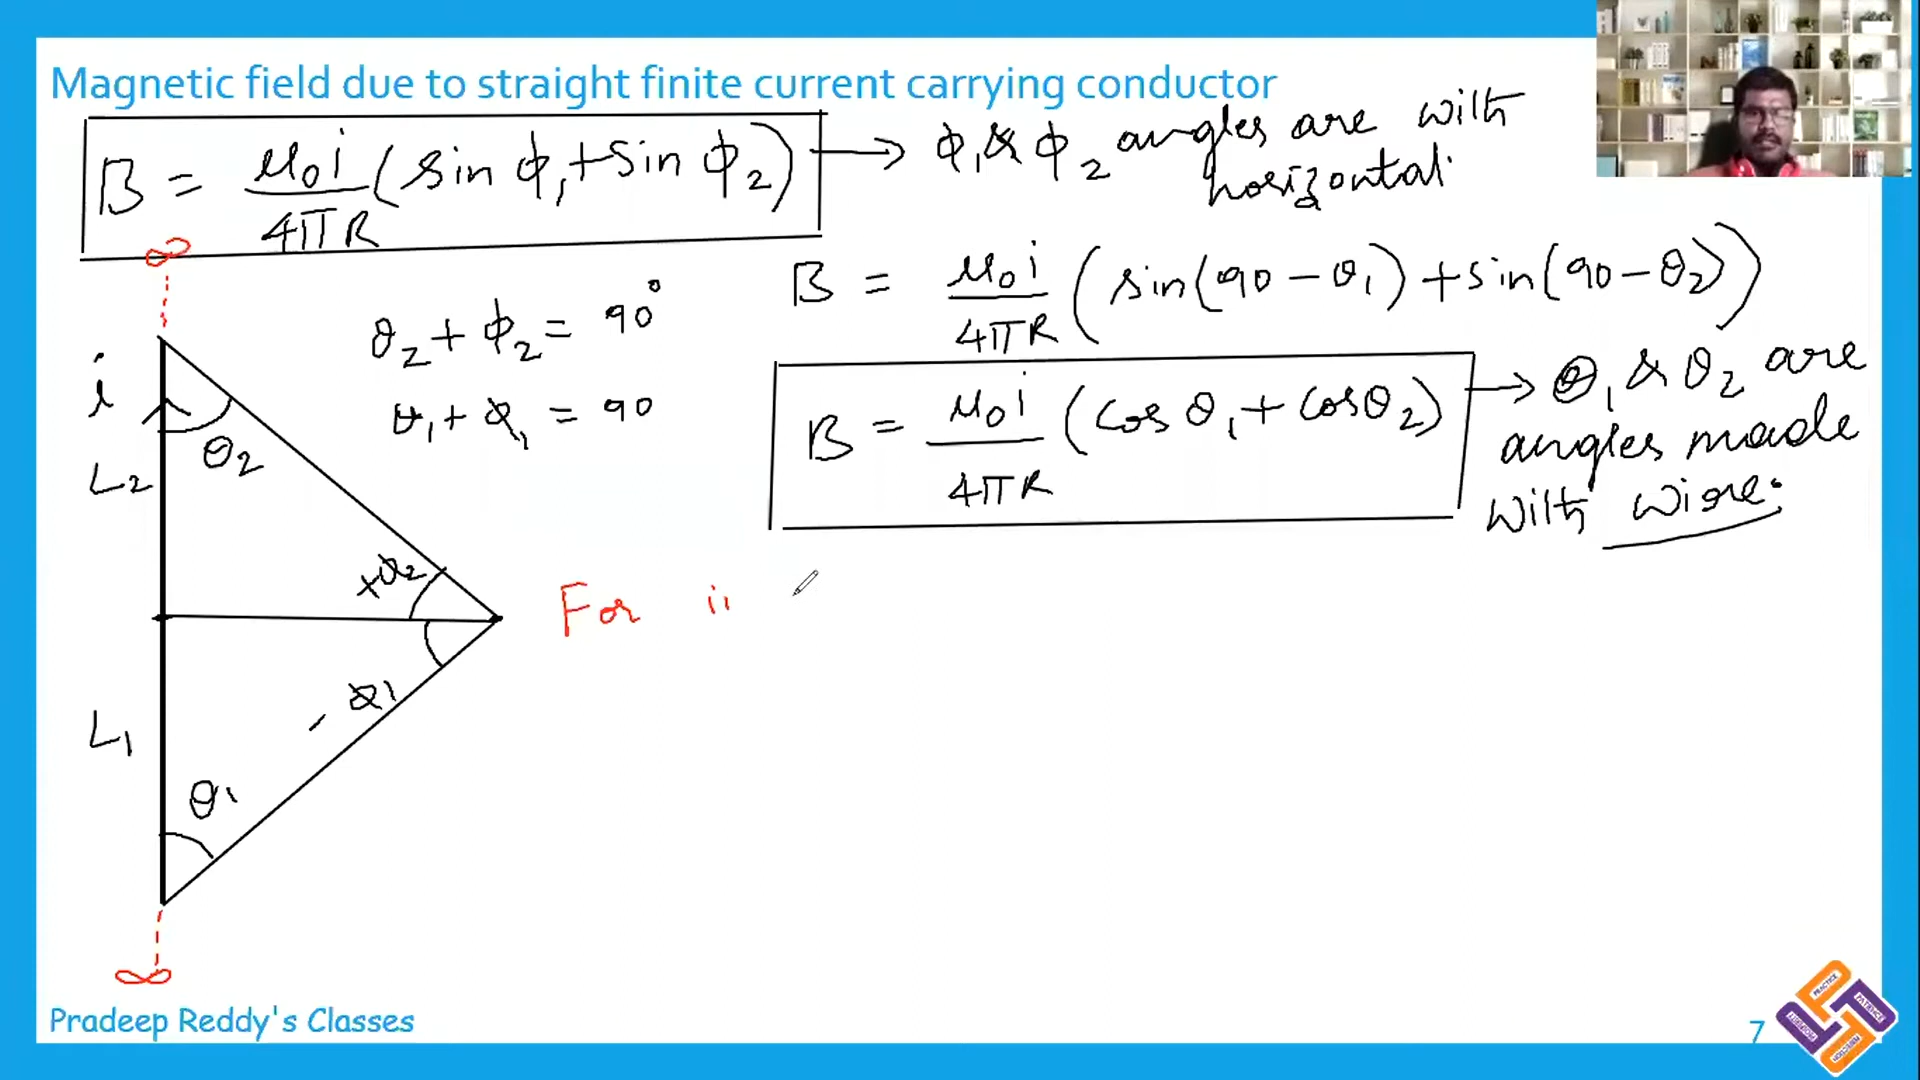 Magnetic field due to straight finite current carrying conductor
B = μ₀i/4πR (sin ϕ₁ + sin ϕ₂) → ϕ₁ & ϕ₂ angles are with horizontal
∞
θ₂ + ϕ₂ = 90°
B = μ₀i/4πR (sin(90 - θ₁) + sin(90 - θ₂))
i
θ₁ + ϕ₁ = 90
B = μ₀i/4πR (cos θ₁ + cos θ₂) → θ₁ & θ₂ are angles made with wire.
θ₂
L₂
+ϕ₂
For
- ϕ₁
L₁
θ₁
∞
Pradeep Reddy's Classes
7
PRACTICE
PATIENCE